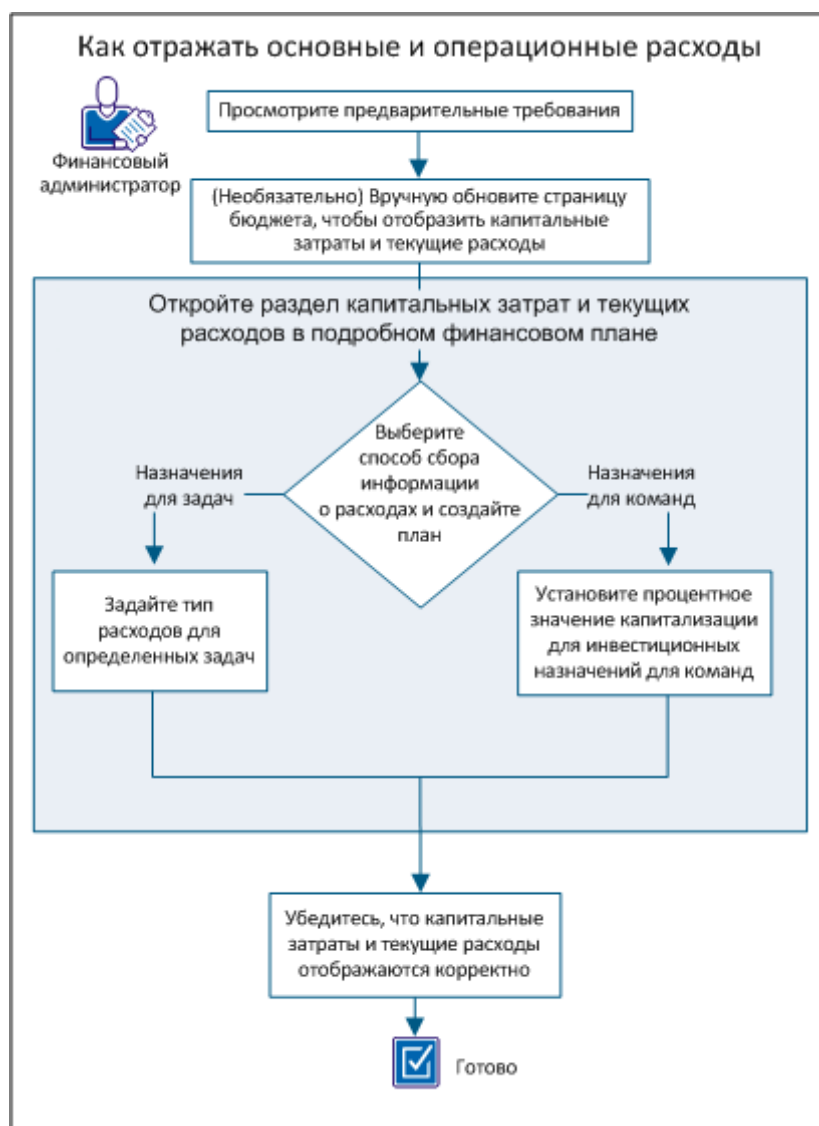 Как отражать основные и операционные расходы
Просмотрите предварительные требования
Финансовый
администратор
(Необязательно) Вручную обновите страницу
бюджета, чтобы отобразить капитальные
затраты и текущие расходы
Откройте раздел капитальных затрат и текущих
расходов в подробном финансовом плане
Выберите
способ сбора
информации
о расходах и создайте
план
Назначения
для задач
Назначения
для команд
Задайте тип
расходов для
определенных задач
Установите процентное
значение капитализации
для инвестиционных
назначений для команд
Убедитесь, что капитальные
затраты и текущие расходы
отображаются корректно
Готово